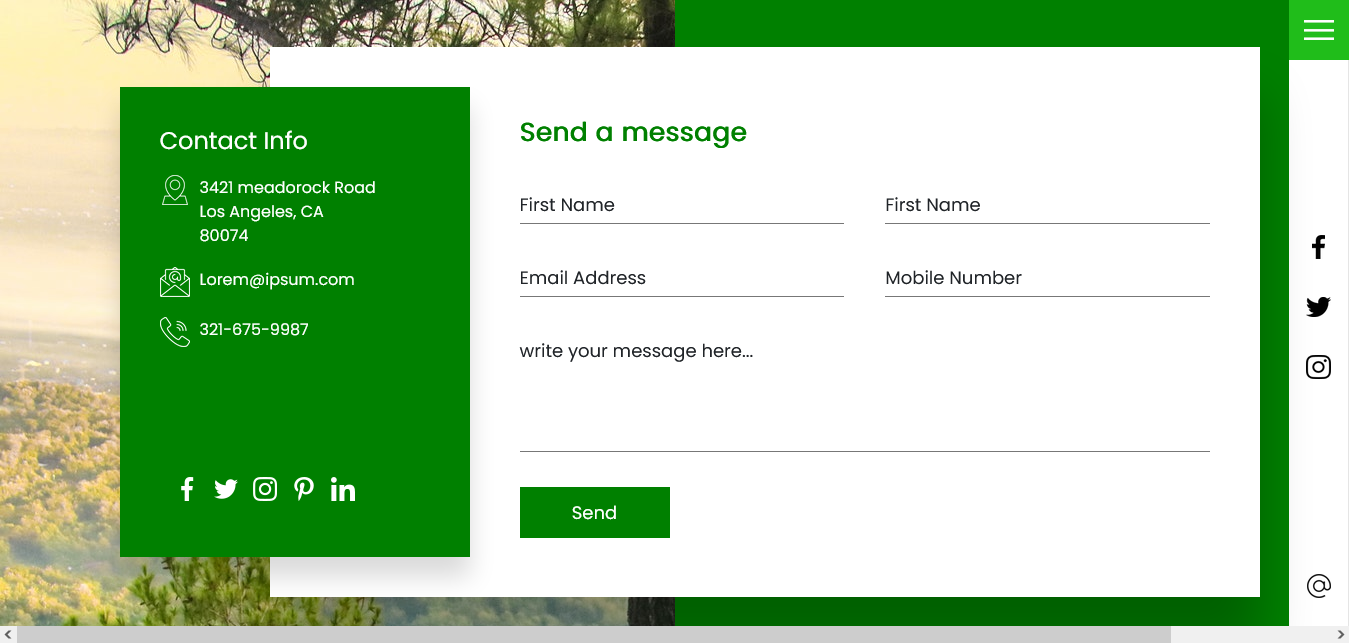 Contact Info
3421 meadorock Road
Los Angeles, CA
80074
Lorem@ipsum.com
321-675-9987
Send a message
First Name
First Name
Email Address
Mobile Number
write your message here...
Send